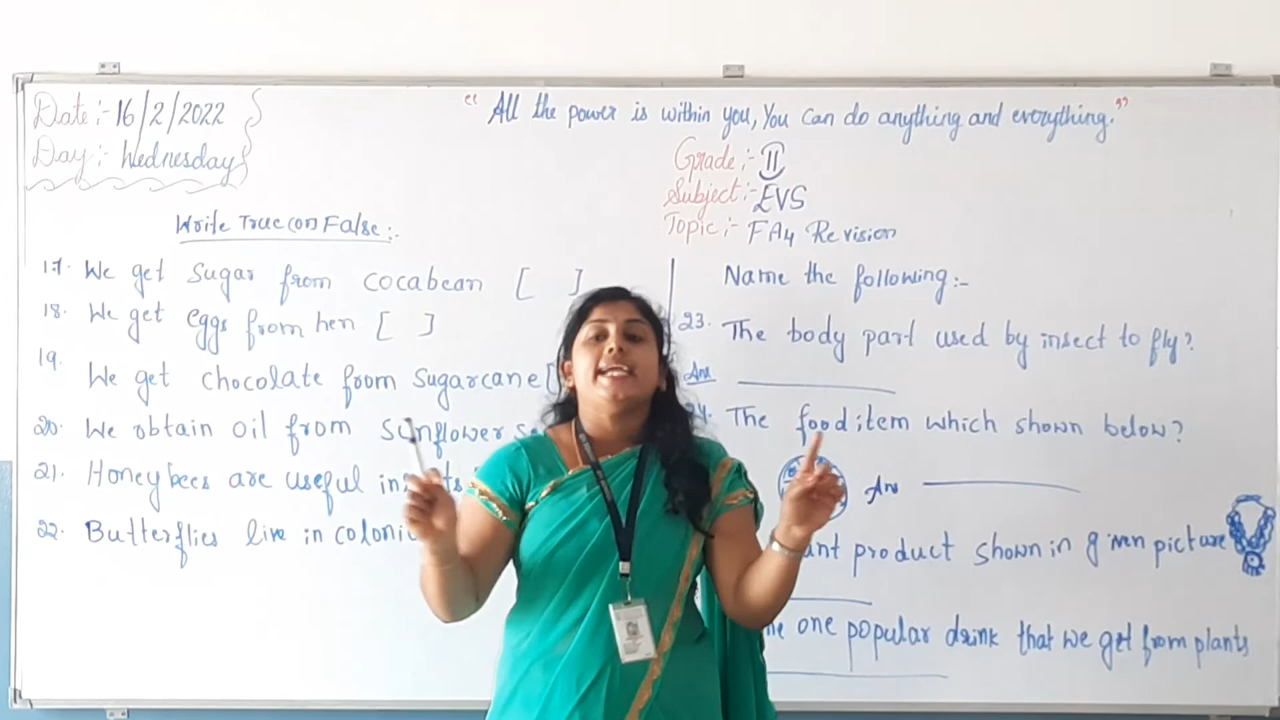 Date:- 16/2/2022
Day:- Wednesday
" All the power is within you, You can do anything and everything."
Grade:- II
Subject:- EVS
Topic:- FA4 Revision
Write True (or) False:-
17. We get Sugar from cocabean [ ]
18. We get eggs from hen [ ]
19. We get chocolate from Sugarcane [
20. We obtain oil from Sunflower
21. Honeybees are useful
22. Butterflies live in
Name the following:-
23. The body part used by insect to fly?
Ans
24. The food item which shown below?
Ans
product shown in given picture
one popular drink that we get from plants